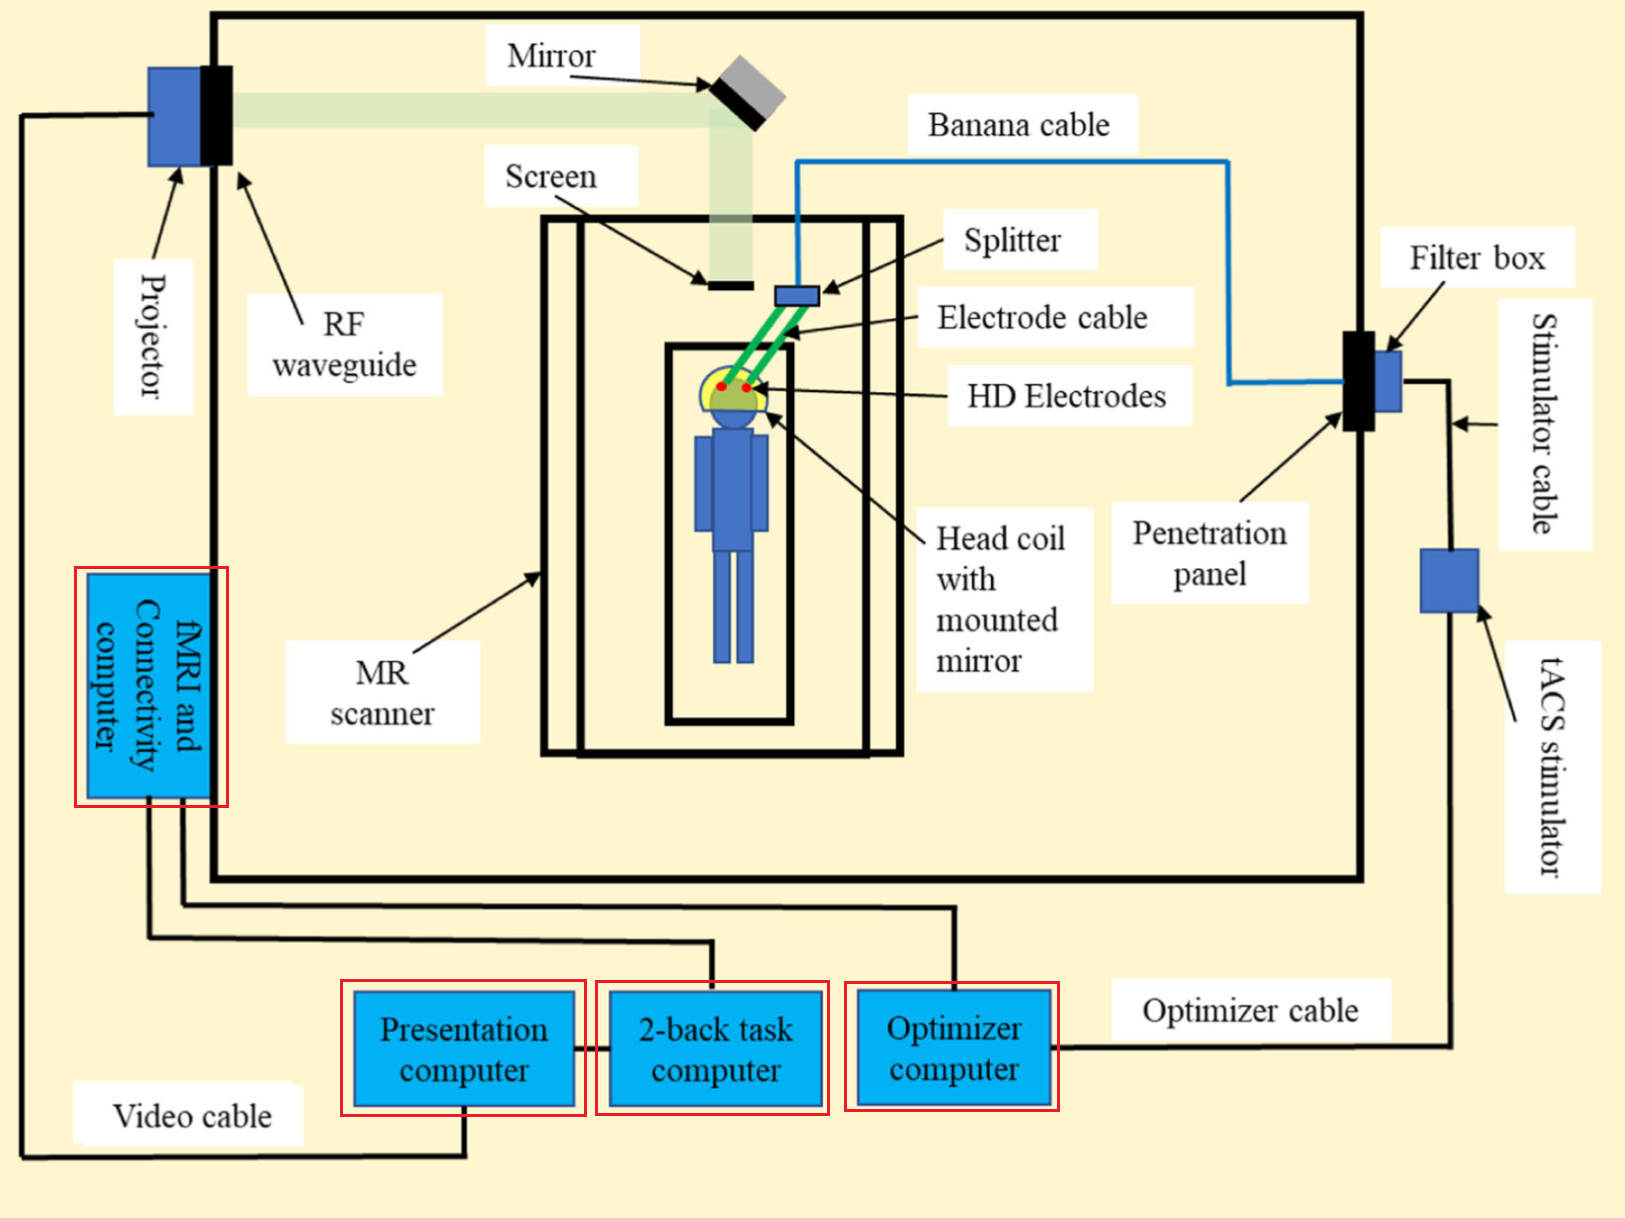 Mirror
Banana cable
Screen
Splitter
Filter box
Projector
RF
waveguide
Electrode cable
Stimulator cable
HD Electrodes
Head coil
with
mounted
mirror
Penetration
panel
fMRI and
Connectivity
computer
MR
scanner
tACS stimulator
Presentation
computer
2-back task
computer
Optimizer
computer
Optimizer cable
Video cable